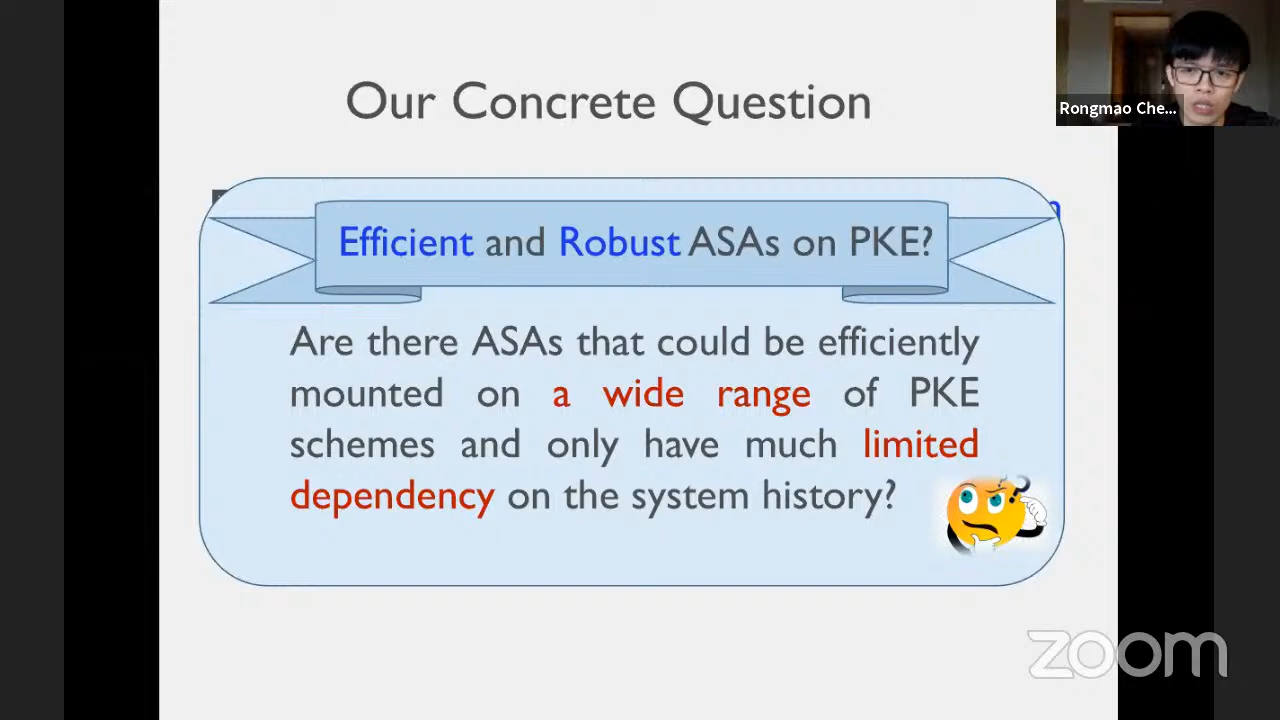 Our Concrete Question
Rongmao Che...
Efficient and Robust ASAs on PKE?
Are there ASAs that could be efficiently
mounted on a wide range of PKE
schemes and only have much limited
dependency on the system history?
zoom